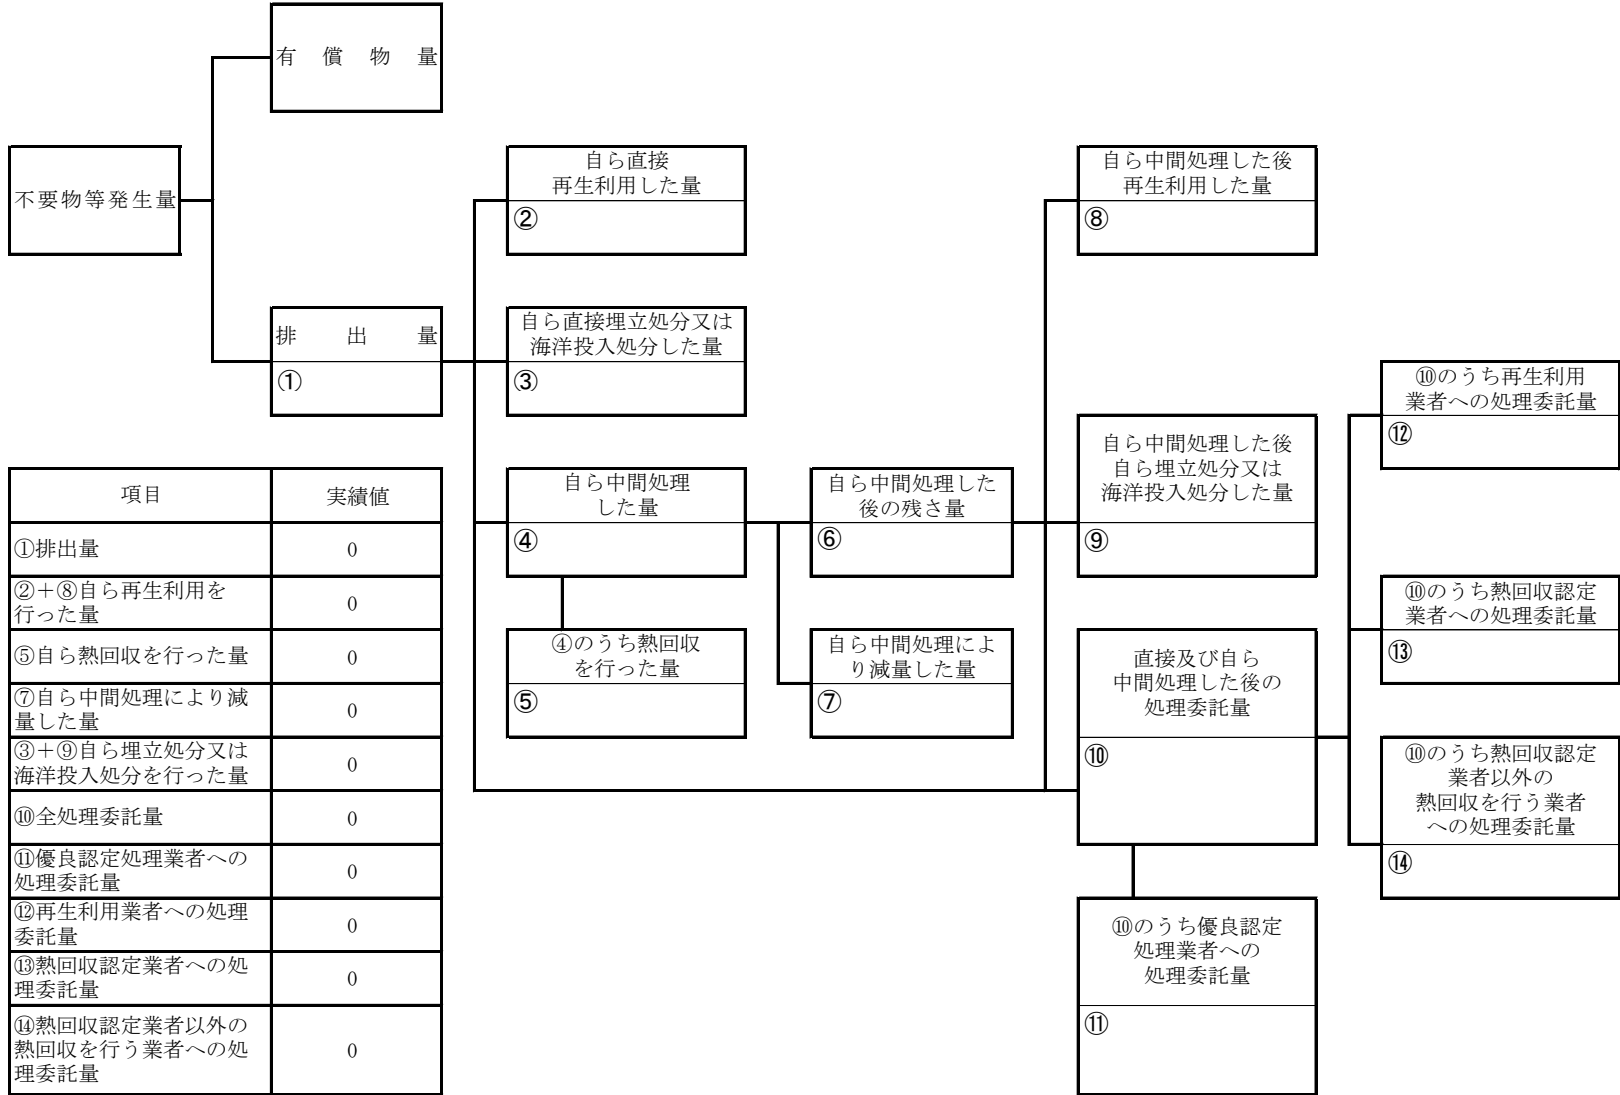 有償物量
不要物等発生量
排出量
①
自ら直接
再生利用した量
②
自ら直接埋立処分又は
海洋投入処分した量
③
自ら中間処理
した量
④
④のうち熱回収
を行った量
⑤
自ら中間処理した
後の残さ量
⑥
自ら中間処理によ
り減量した量
⑦
自ら中間処理した後
再生利用した量
⑧
自ら中間処理した後
自ら埋立処分又は
海洋投入処分した量
⑨
直接及び自ら
中間処理した後の
処理委託量
⑩
⑩のうち優良認定
処理業者への
処理委託量
⑪
⑩のうち再生利用
業者への処理委託量
⑫
⑩のうち熱回収認定
業者への処理委託量
⑬
⑩のうち熱回収認定
業者以外の
熱回収を行う業者
への処理委託量
⑭
項目 実績値
①排出量 0
②＋⑧自ら再生利用を
行った量 0
⑤自ら熱回収を行った量 0
⑦自ら中間処理により減
量した量 0
③＋⑨自ら埋立処分又は
海洋投入処分を行った量 0
⑩全処理委託量 0
⑪優良認定処理業者への
処理委託量 0
⑫再生利用業者への処理
委託量 0
⑬熱回収認定業者への処
理委託量 0
⑭熱回収認定業者以外の
熱回収を行う業者への処 0
理委託量